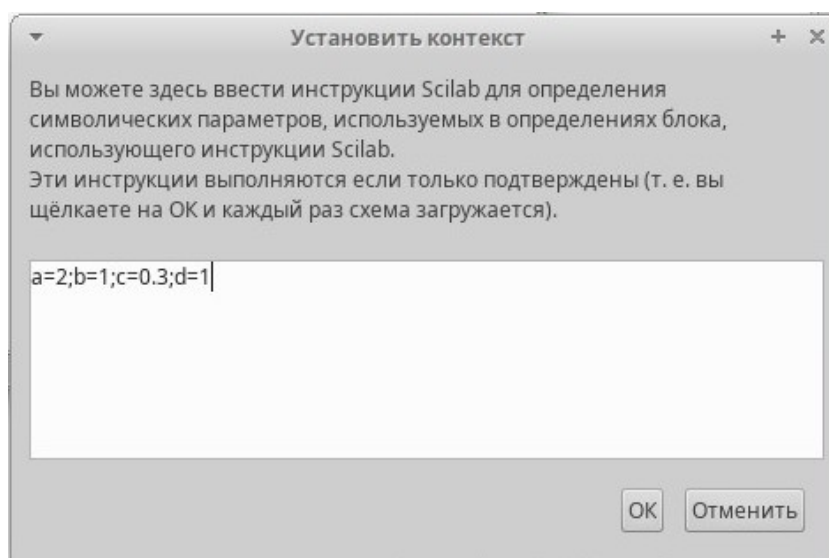 Установить контекст
Вы можете здесь ввести инструкции Scilab для определения
символических параметров, используемых в определениях блока,
использующего инструкции Scilab.
Эти инструкции выполняются если только подтверждены (т. е. вы
щёлкаете на ОК и каждый раз схема загружается).
a=2;b=1;c=0.3;d=1
ОК Отменить